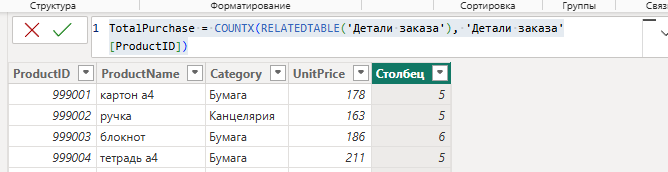 Структура
Форматирование
Сортировка
Группы
Связ
1 TotalPurchase = COUNTX(RELATEDTABLE('Детали заказа'), 'Детали заказа'
[ProductID])
ProductID ProductName Category UnitPrice Столбец
999001 картон а4 Бумага 178 5
999002 ручка Канцелярия 163 5
999003 блокнот Бумага 186 6
999004 тетрадь а4 Бумага 211 5